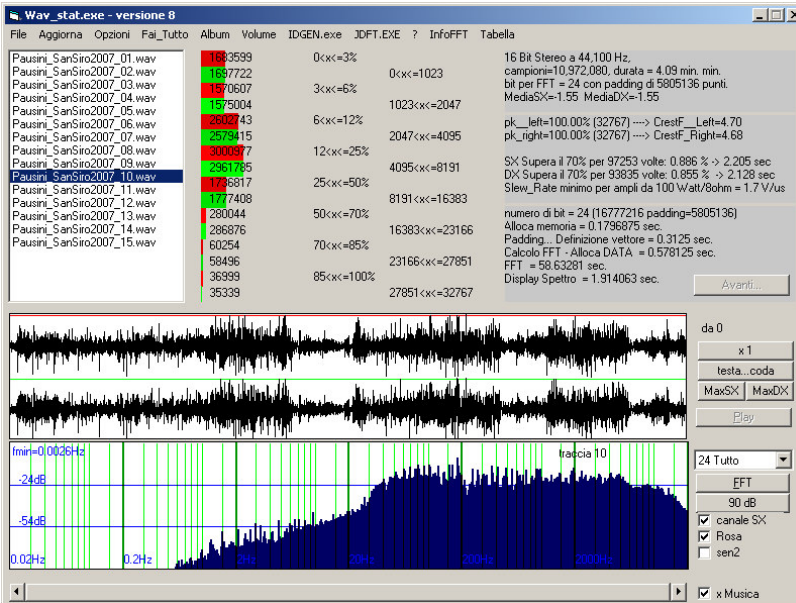 Wav_stat.exe - versione 8
File Aggiorna Opzioni Fai_Tutto Album Volume IDGEN.exe JDFT.EXE ? InfoFFT Tabella
Pausini_SanSiro2007_01.wav
Pausini_SanSiro2007_02.wav
Pausini_SanSiro2007_03.wav
Pausini_SanSiro2007_04.wav
Pausini_SanSiro2007_05.wav
Pausini_SanSiro2007_06.wav
Pausini_SanSiro2007_07.wav
Pausini_SanSiro2007_08.wav
Pausini_SanSiro2007_09.wav
Pausini_SanSiro2007_10.wav
Pausini_SanSiro2007_11.wav
Pausini_SanSiro2007_12.wav
Pausini_SanSiro2007_13.wav
Pausini_SanSiro2007_14.wav
Pausini_SanSiro2007_15.wav
1683599 0<x<=3%
1697722 0<x<=1023
1570607 3<x<=6%
1575004 1023<x<=2047
2602743 6<x<=12%
2579415 2047<x<=4095
3000977 12<x<=25%
2961785 4095<x<=8191
1736817 25<x<=50%
1777408 8191<x<=16383
280044 50<x<=70%
286876 16383<x<=23166
60254 70<x<=85%
58496 23166<x<=27851
36999 85<x<=100%
35339 27851<x<=32767
16 Bit Stereo a 44,100 Hz,
campioni=10,972,080, durata = 4.09 min. min.
bit per FFT = 24 con padding di 5805136 punti.
MediaSX=-1.55 MediaDX=-1.55
pk__left=100.00% (32767) ----> CrestF__Left=4.70
pk_right=100.00% (32767) ----> CrestF_Right=4.68
SX Supera il 70% per 97253 volte: 0.886 % -> 2.205 sec
DX Supera il 70% per 93835 volte: 0.855 % -> 2.128 sec
Slew_Rate minimo per ampli da 100 Watt/8ohm = 1.7 V/us
numero di bit = 24 (16777216 padding=5805136)
Alloca memoria = 0.1796875 sec.
Padding... Definizione vettore = 0.3125 sec.
Calcolo FFT - Alloca DATA = 0.578125 sec.
FFT = 58.63281 sec.
Display Spettro = 1.914063 sec.
Avanti...
da 0
x 1
testa...coda
MaxSX MaxDX
Play
fmin=0.0026Hz
traccia 10
-24dB
-54dB
0.02Hz 0.2Hz 2Hz 20Hz 200Hz 2000Hz
24 Tutto
FFT
90 dB
canale SX
Rosa
sen2
x Musica